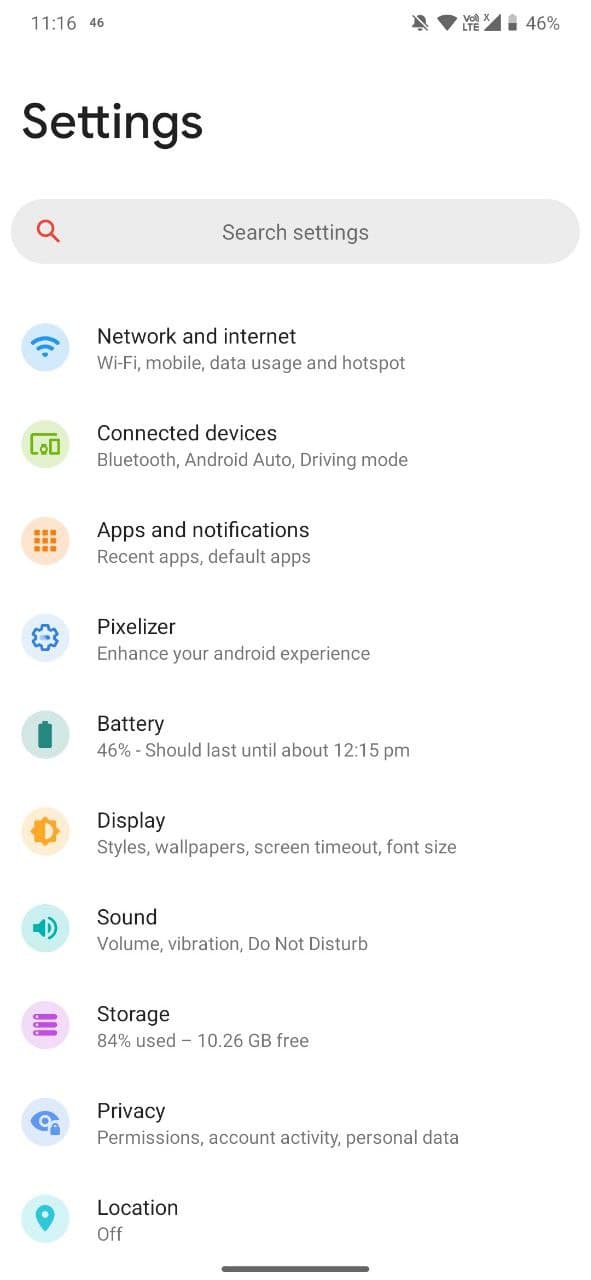 11:16 46 Vo) LTE X 46%
Settings
Search settings
Network and internet
Wi-Fi, mobile, data usage and hotspot
Connected devices
Bluetooth, Android Auto, Driving mode
Apps and notifications
Recent apps, default apps
Pixelizer
Enhance your android experience
Battery
46% - Should last until about 12:15 pm
Display
Styles, wallpapers, screen timeout, font size
Sound
Volume, vibration, Do Not Disturb
Storage
84% used – 10.26 GB free
Privacy
Permissions, account activity, personal data
Location
Off